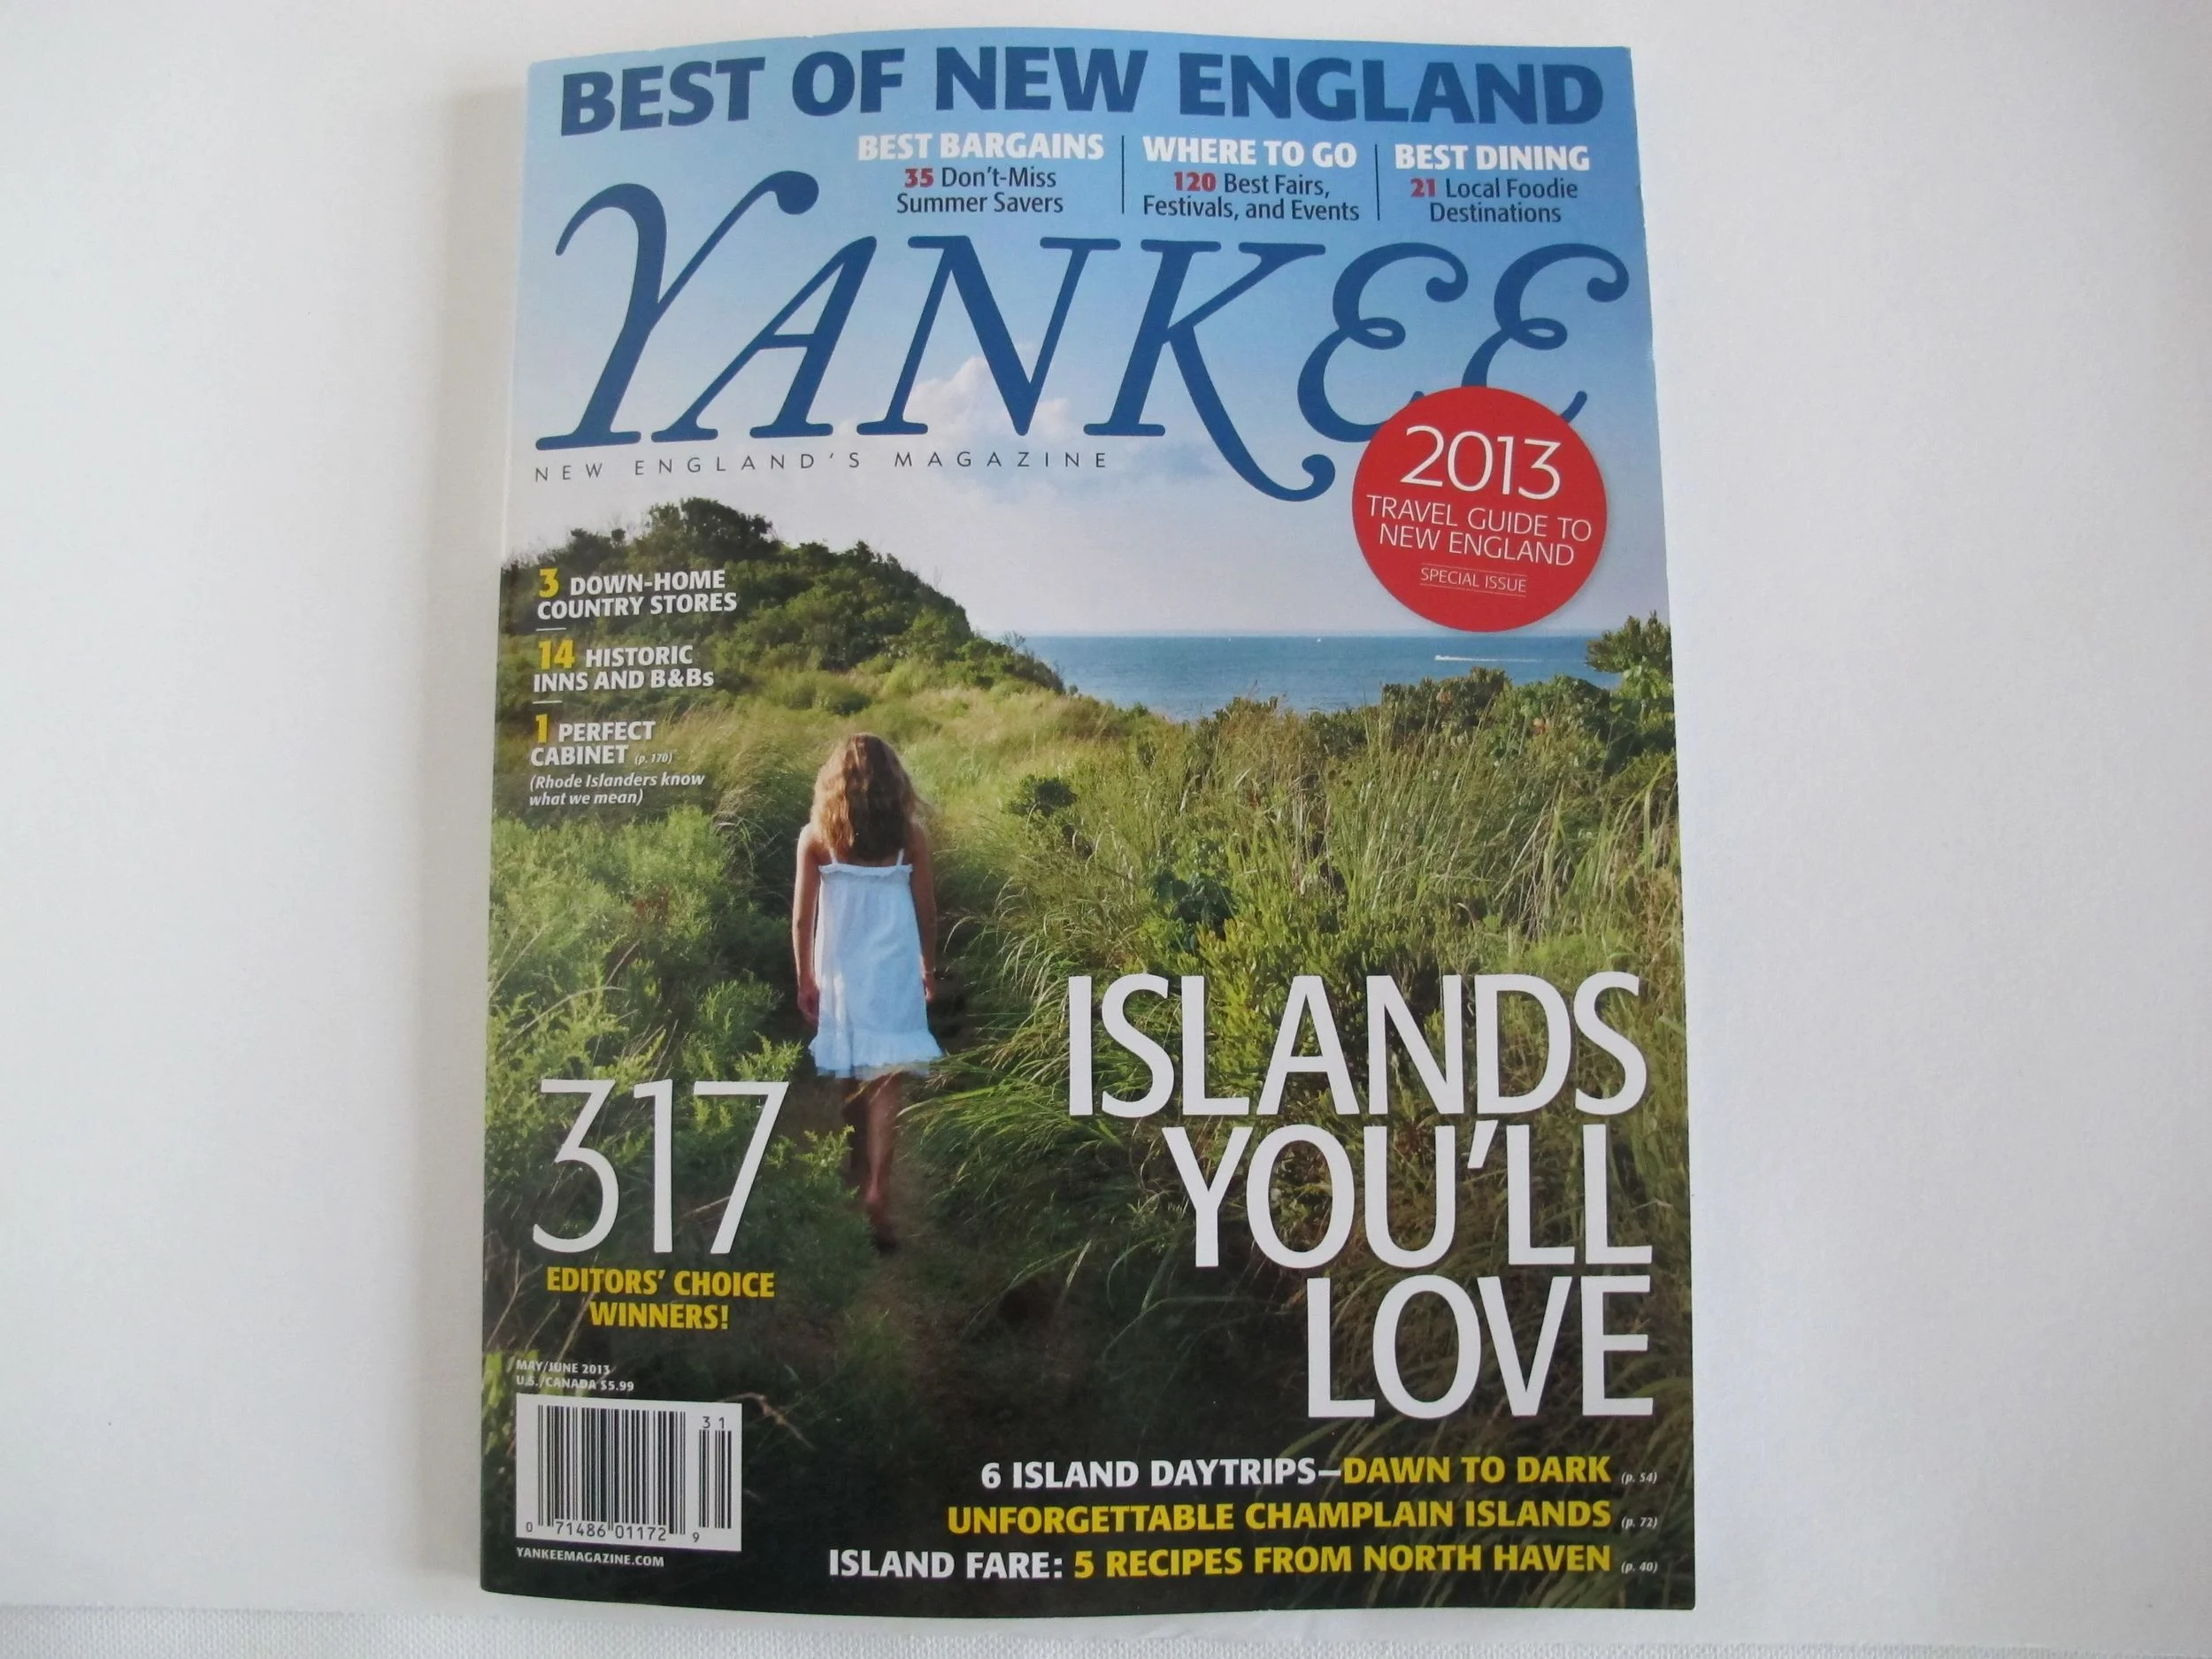 BEST OF NEW ENGLAND
BEST BARGAINS
35 Don't-Miss
Summer Savers
WHERE TO GO
120 Best Fairs,
Festivals, and Events
BEST DINING
21 Local Foodie
Destinations
YANKEE
NEW ENGLAND'S MAGAZINE
2013
TRAVEL GUIDE TO
NEW ENGLAND
SPECIAL ISSUE
3 DOWN-HOME
COUNTRY STORES
14 HISTORIC
INNS AND B&Bs
1 PERFECT
CABINET (p. 170)
(Rhode Islanders know
what we mean)
317
EDITORS' CHOICE
WINNERS!
ISLANDS
YOU'LL
LOVE
6 ISLAND DAYTRIPS—DAWN TO DARK (p. 54)
UNFORGETTABLE CHAMPLAIN ISLANDS (p. 72)
ISLAND FARE: 5 RECIPES FROM NORTH HAVEN (p. 40)
MAY/JUNE 2013
U.S./CANADA $5.99
31
0 71486 01172 9
YANKEEMAGAZINE.COM